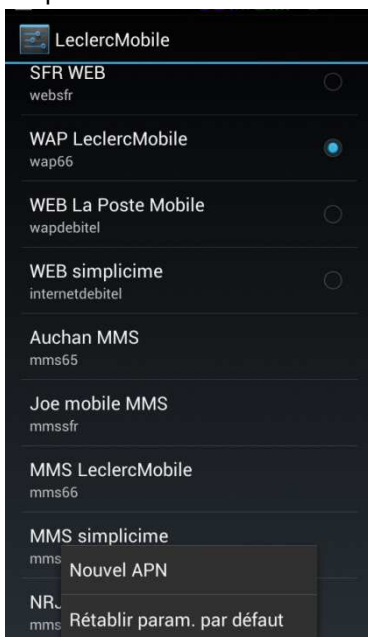 LeclercMobile
SFR WEB
websfr
WAP LeclercMobile
wap66
WEB La Poste Mobile
wapdebitel
WEB simplicime
internetdebitel
Auchan MMS
mms65
Joe mobile MMS
mmssfr
MMS LeclercMobile
mms66
MMS simplicime
mms
Nouvel APN
NRJ
mms
Rétablir param. par défaut